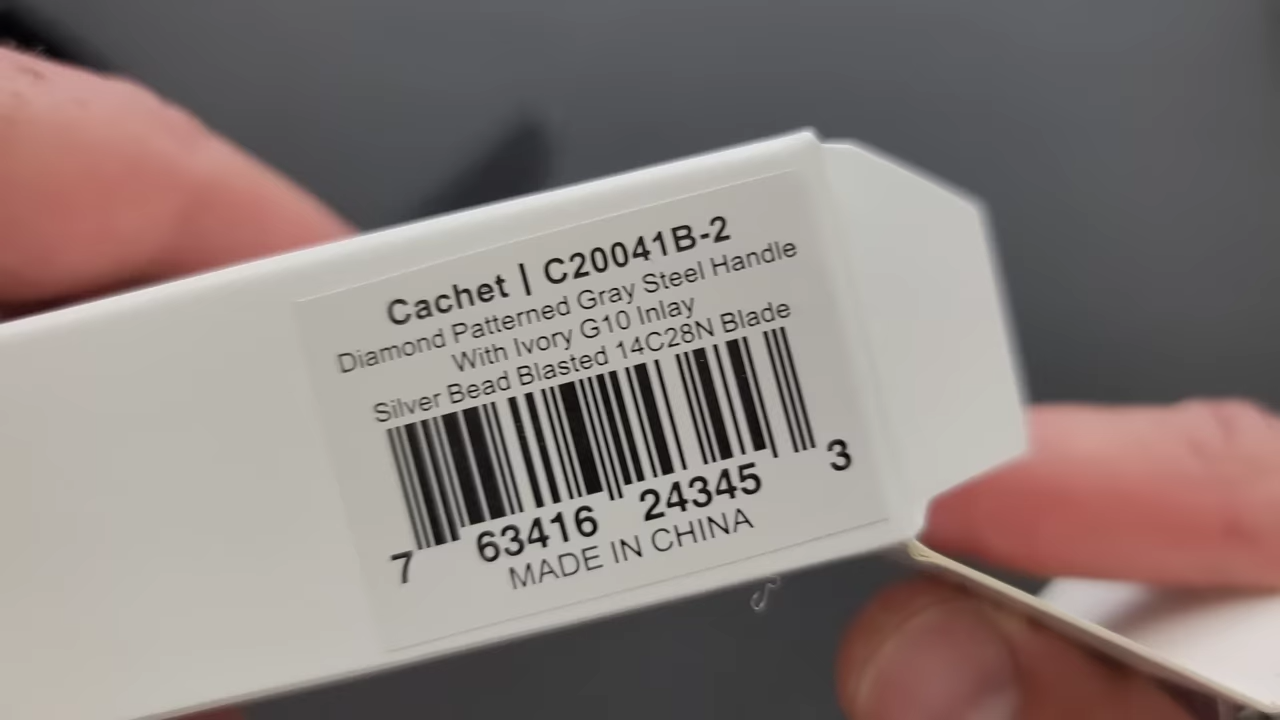 Cachet | C20041B-2
Diamond Patterned Gray Steel Handle
With Ivory G10 Inlay
Silver Bead Blasted 14C28N Blade
7 63416 24345 3
MADE IN CHINA